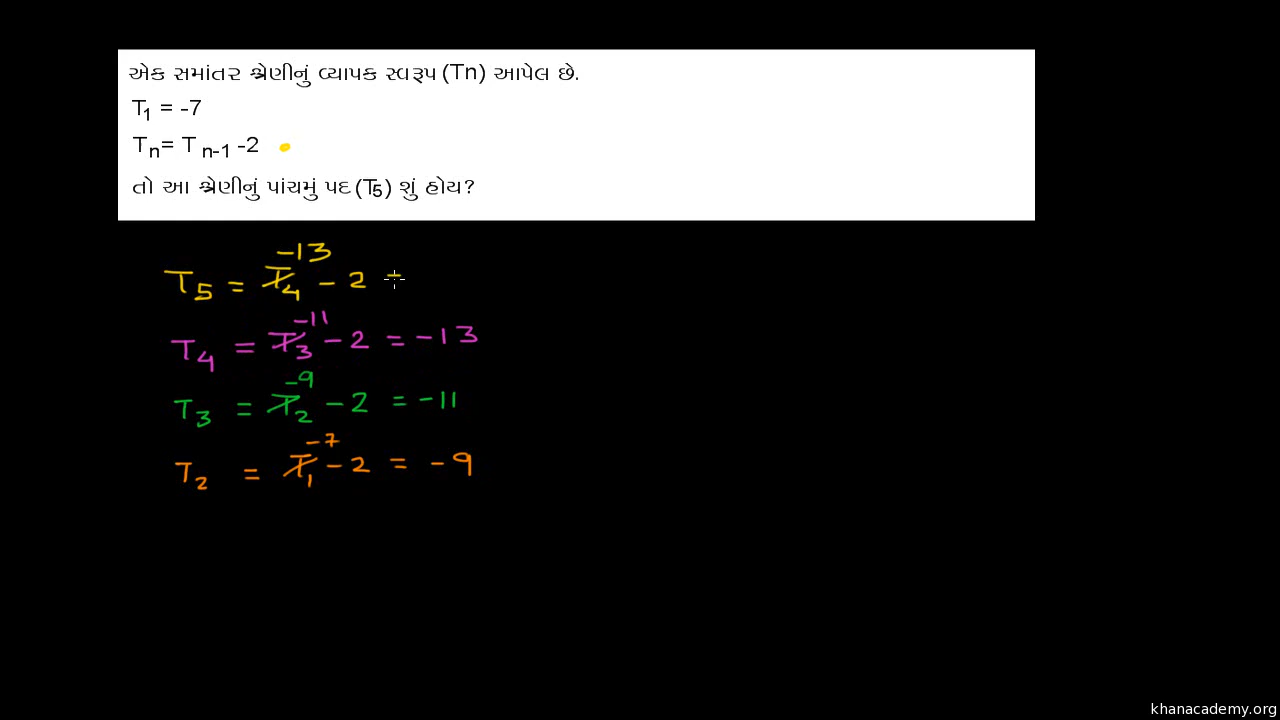 એક સમાંતર શ્રેણીનું વ્યાપક સ્વરૂપ (Tn) આપેલ છે.
T1 = -7
Tn= T n-1 -2
તો આ શ્રેણીનું પાંચમું પદ (T5) શું હોય?
-13
T5 = T4 - 2 =
-11
T4 = T3 - 2 = -13
-9
T3 = T2 - 2 = -11
-7
T2 = T1 - 2 = -9
khanacademy.org